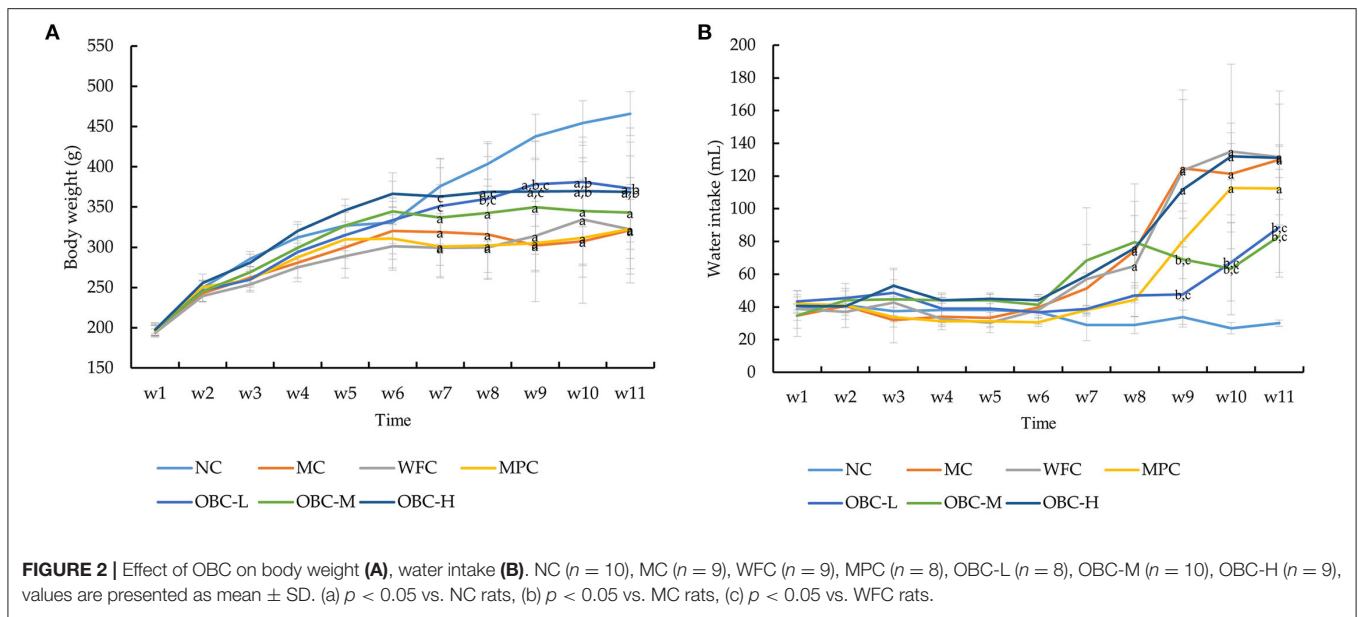 A
550
500
450
400
350
300
250
200
150
Body weight (g)
a,b,c
a,b
a,b
c
b,c
a,c
a,b
a,b
c
a
a
a
a
a
a
a
a
a
a
a
a
w1 w2 w3 w4 w5 w6 w7 w8 w9 w10 w11
Time
NC MC WFC MPC
OBC-L OBC-M OBC-H
B
200
180
160
140
120
100
80
60
40
20
0
Water intake (mL)
a
a
a
a
a
a
a
a
a
a
a
b,c
b,c
b,c
b,c
b,c
b,c
w1 w2 w3 w4 w5 w6 w7 w8 w9 w10 w11
Time
NC MC WFC MPC
OBC-L OBC-M OBC-H
FIGURE 2 | Effect of OBC on body weight (A), water intake (B). NC (n = 10), MC (n = 9), WFC (n = 9), MPC (n = 8), OBC-L (n = 8), OBC-M (n = 10), OBC-H (n = 9),
values are presented as mean ± SD. (a) p < 0.05 vs. NC rats, (b) p < 0.05 vs. MC rats, (c) p < 0.05 vs. WFC rats.